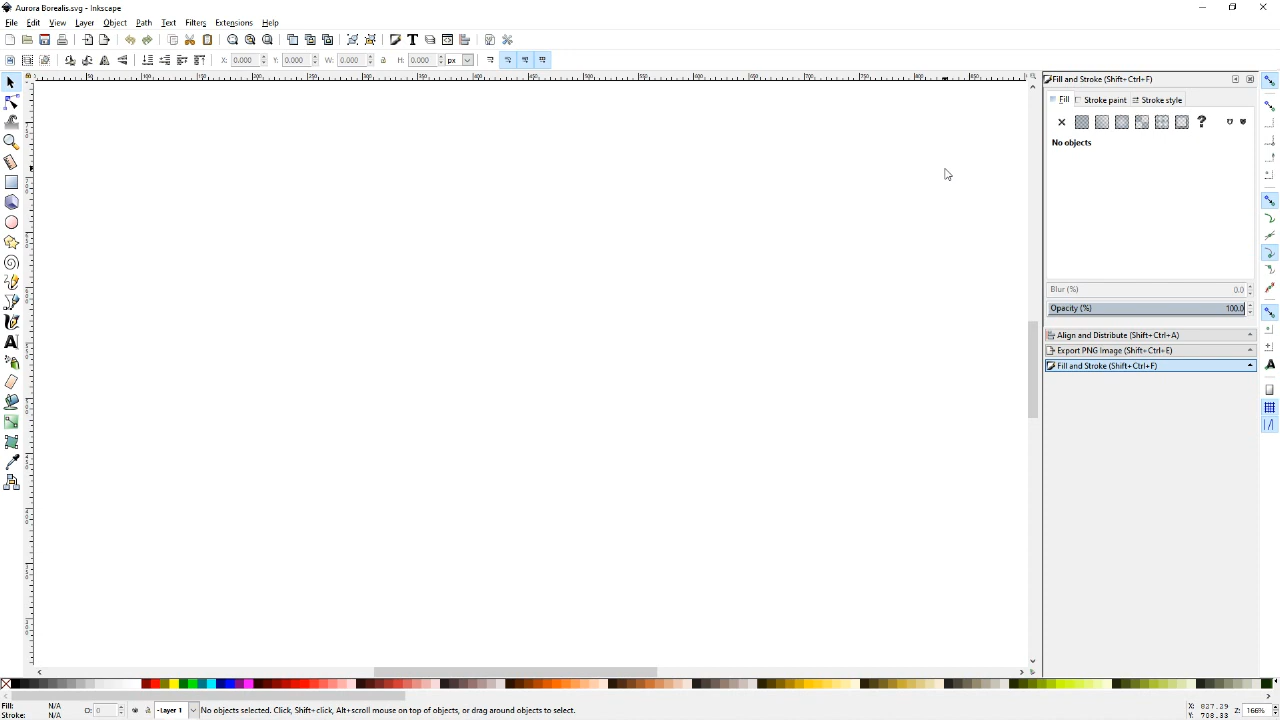 Aurora Borealis.svg - Inkscape
File Edit View Layer Object Path Text Filters Extensions Help
X: 0.000 Y: 0.000 W: 0.000 H: 0.000 px
Fill and Stroke (Shift+Ctrl+F)
Fill Stroke paint Stroke style
No objects
Blur (%) 0.0
Opacity (%) 100.0
Align and Distribute (Shift+Ctrl+A)
Export PNG Image (Shift+Ctrl+E)
Fill and Stroke (Shift+Ctrl+F)
Fill: N/A
Stroke: N/A
O: 0
Layer 1
No objects selected. Click, Shift+click, Alt+scroll mouse on top of objects, or drag around objects to select.
X:
Y:
Z: 166%